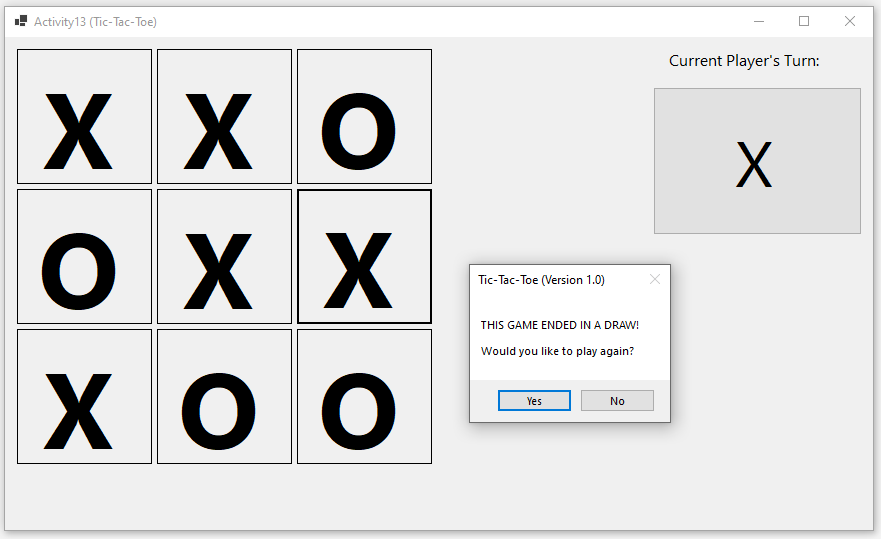 Activity13 (Tic-Tac-Toe)
Current Player's Turn:
X
X X O
O X X
X O O
Tic-Tac-Toe (Version 1.0)
THIS GAME ENDED IN A DRAW!
Would you like to play again?
Yes No